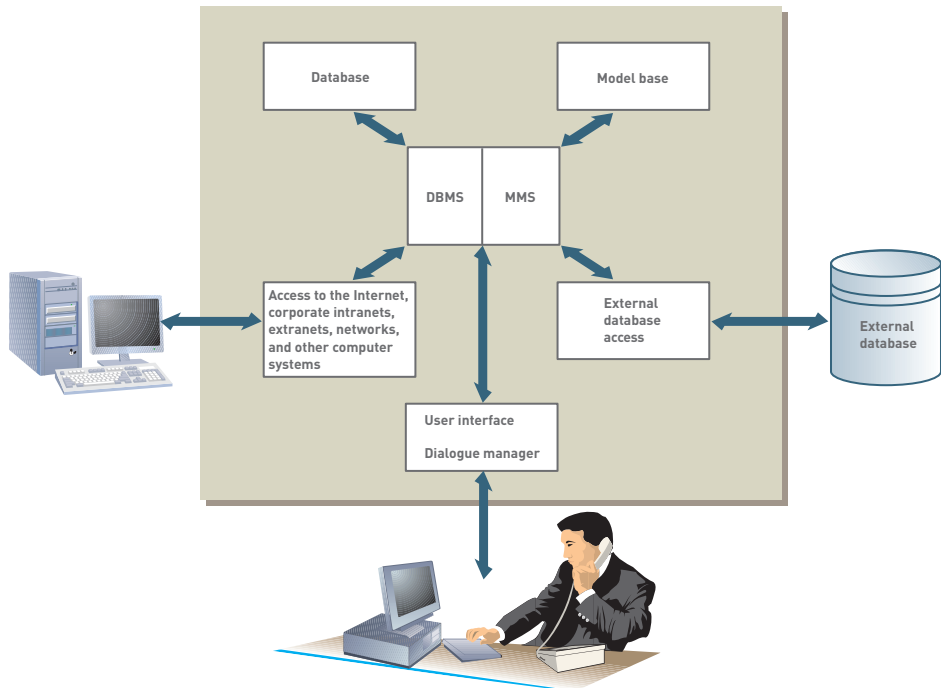 Database
Model base
DBMS
MMS
Access to the Internet,
corporate intranets,
extranets, networks,
and other computer
systems
External
database
access
External
database
User interface
Dialogue manager